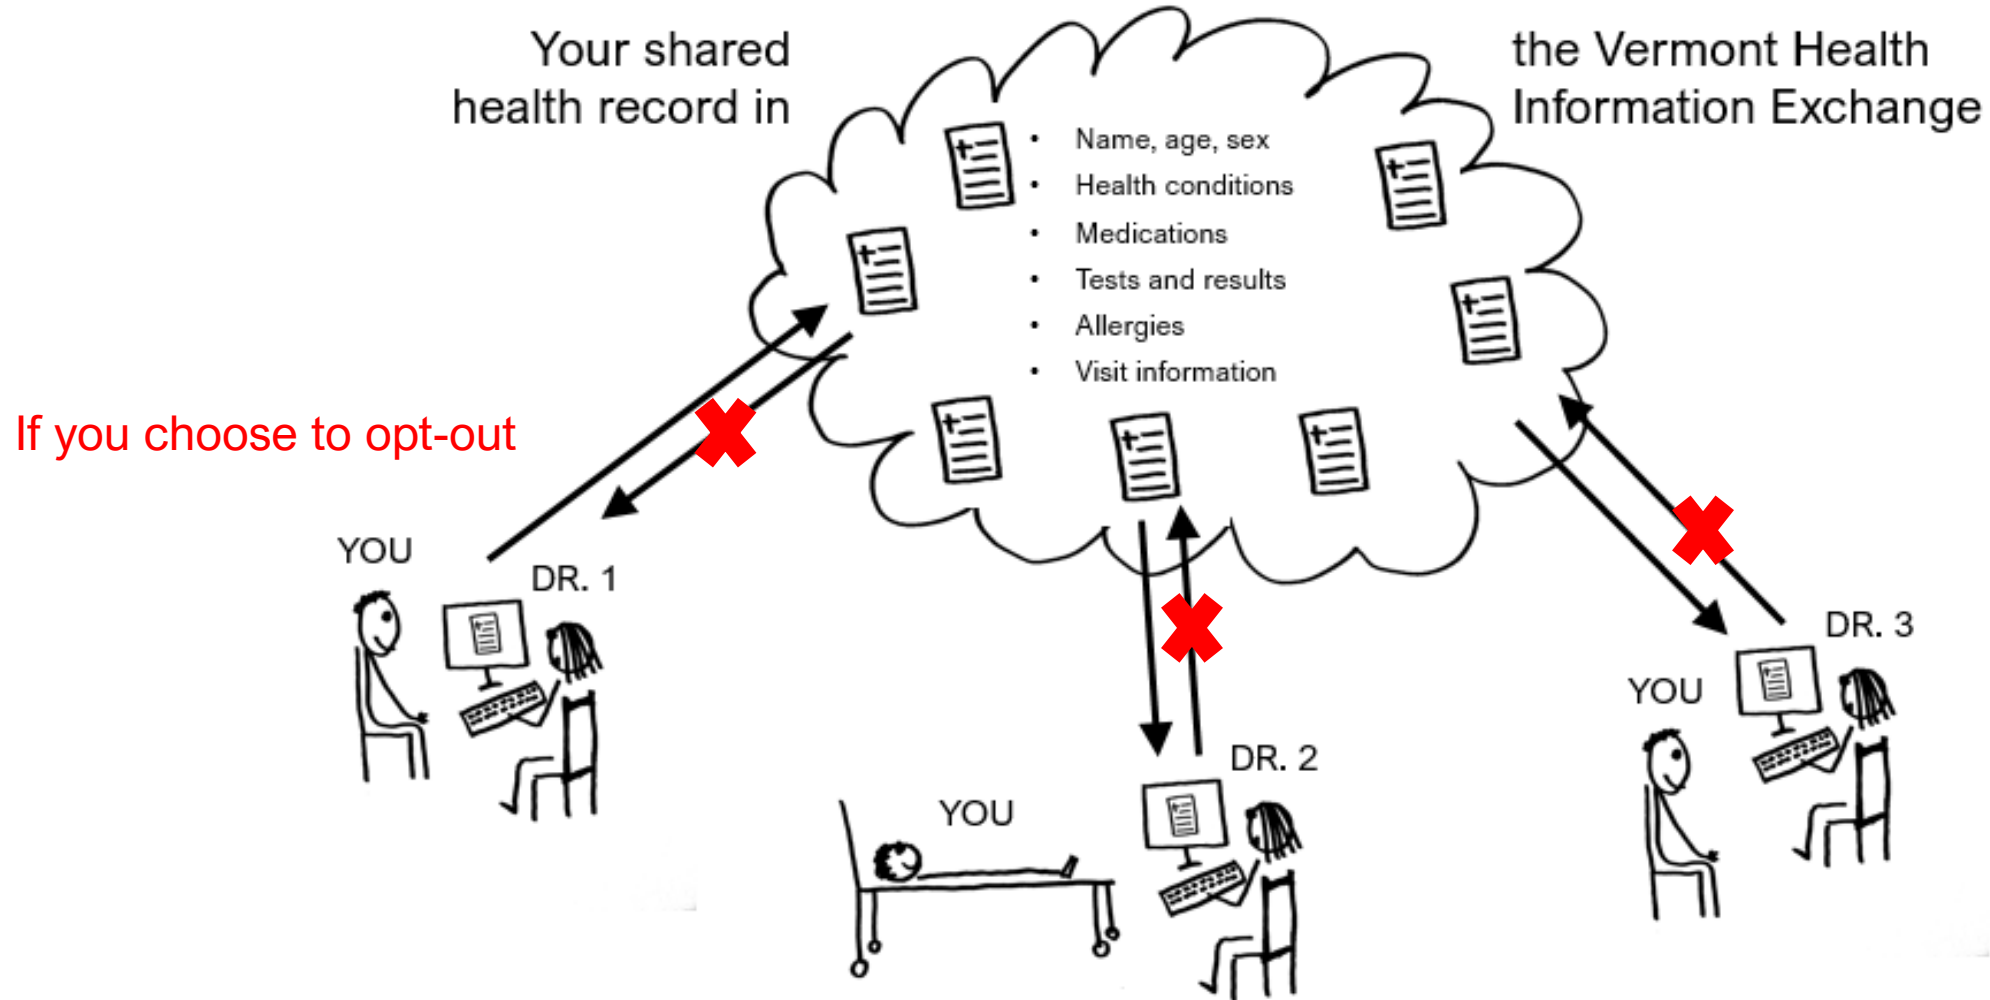 Your shared
health record in
the Vermont Health
Information Exchange
• Name, age, sex
• Health conditions
• Medications
• Tests and results
• Allergies
• Visit information
If you choose to opt-out
YOU
DR. 1
YOU
DR. 2
YOU
DR. 3